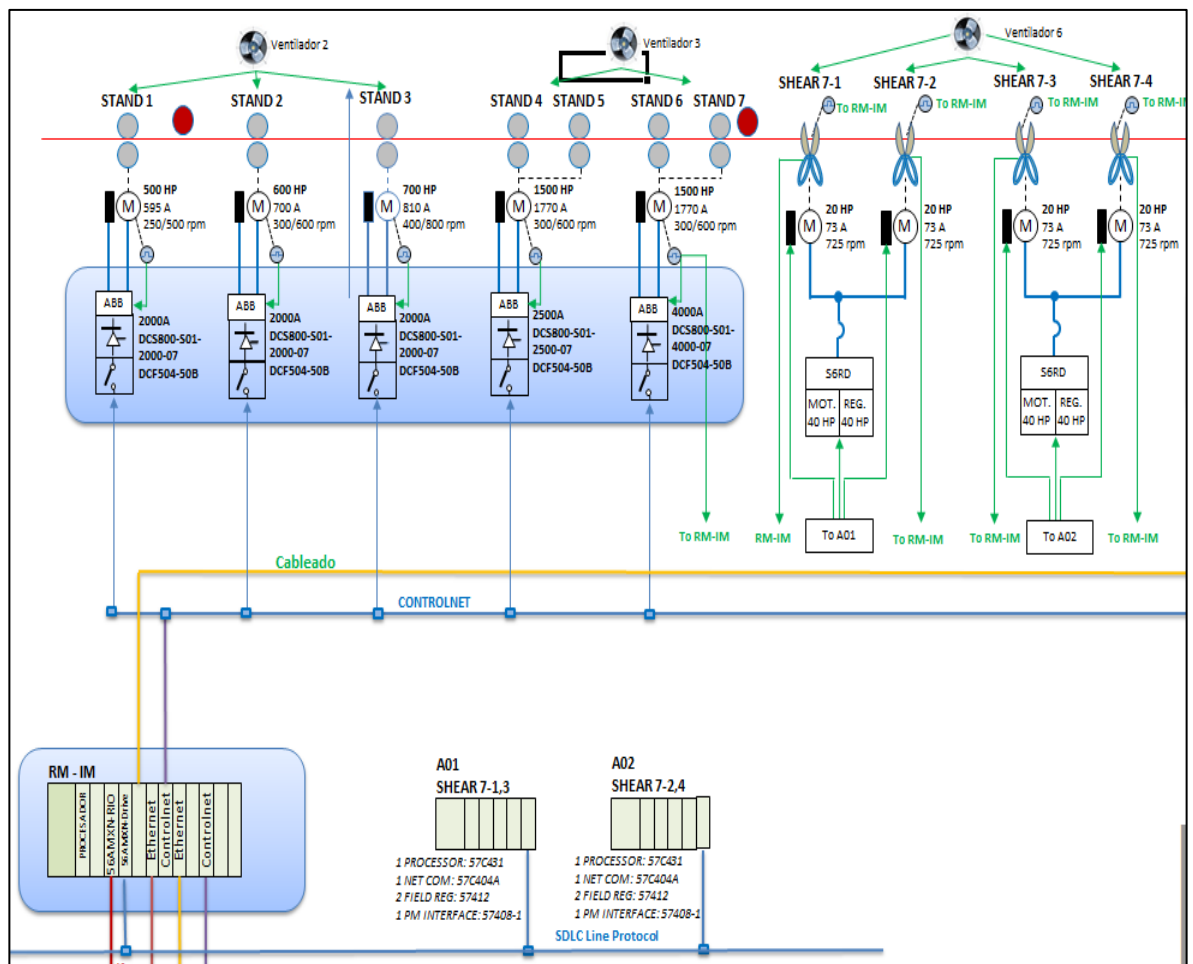 Ventilador 2
Ventilador 3
Ventilador 6
STAND 1
STAND 2
STAND 3
STAND 4
STAND 5
STAND 6
STAND 7
SHEAR 7-1
SHEAR 7-2
SHEAR 7-3
SHEAR 7-4
To RM-IM
To RM-IM
To RM-IM
To RM-IM
M
500 HP
595 A
250/500 rpm
M
600 HP
700 A
300/600 rpm
M
700 HP
810 A
400/800 rpm
M
1500 HP
1770 A
300/600 rpm
M
1500 HP
1770 A
300/600 rpm
M
20 HP
73 A
725 rpm
M
20 HP
73 A
725 rpm
M
20 HP
73 A
725 rpm
M
20 HP
73 A
725 rpm
ABB
2000A
DCS800-S01-
2000-07
DCF504-50B
ABB
2000A
DCS800-S01-
2000-07
DCF504-50B
ABB
2000A
DCS800-S01-
2000-07
DCF504-50B
ABB
2500A
DCS800-S01-
2500-07
DCF504-50B
ABB
4000A
DCS800-S01-
4000-07
DCF504-50B
S6RD
MOT. REG.
40 HP 40 HP
S6RD
MOT. REG.
40 HP 40 HP
To RM-IM
RM-IM
To A01
To RM-IM
To RM-IM
To A02
To RM-IM
Cableado
CONTROLNET
RM - IM
PROCESADOR
56AMXN-RIO
56AMXN-Drive
Ethernet
Controlnet
Ethernet
Controlnet
A01
SHEAR 7-1,3
1 PROCESSOR: 57C431
1 NET COM: 57C404A
2 FIELD REG: 57412
1 PM INTERFACE: 57408-1
A02
SHEAR 7-2,4
1 PROCESSOR: 57C431
1 NET COM: 57C404A
2 FIELD REG: 57412
1 PM INTERFACE: 57408-1
SDLC Line Protocol